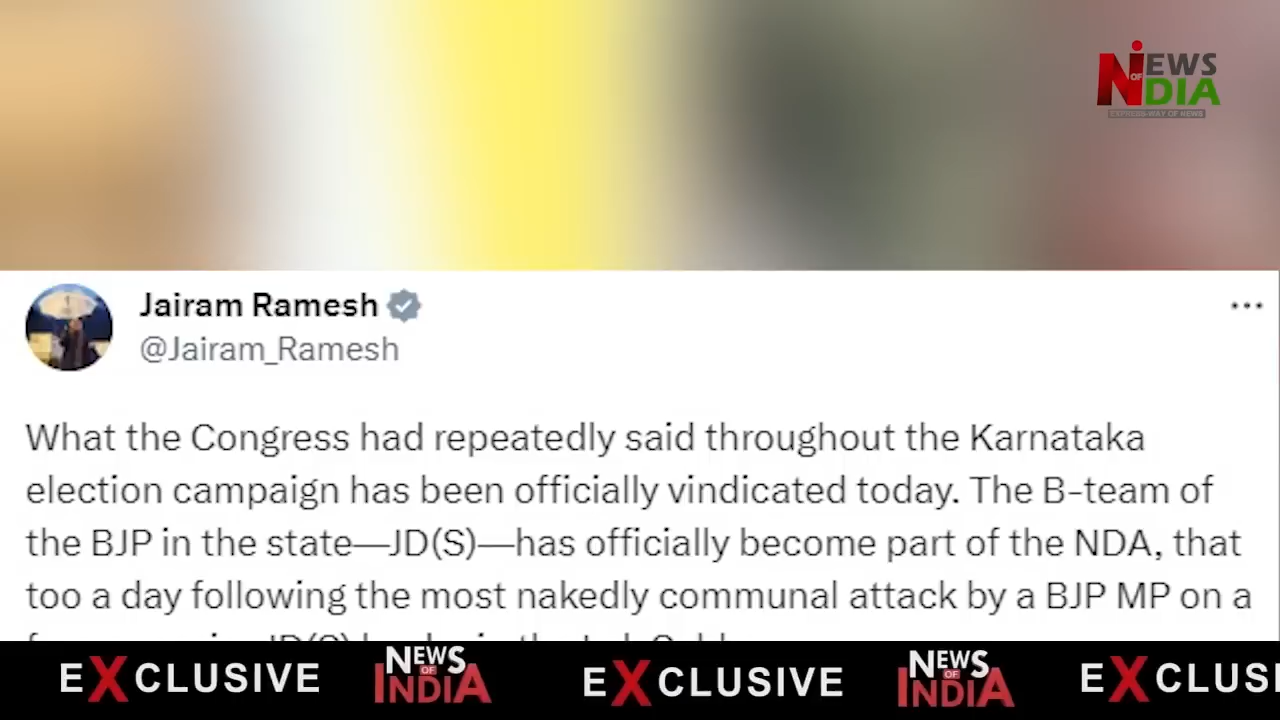 NEWS
OF
INDIA
EXPRESS-WAY OF NEWS
Jairam Ramesh
@Jairam_Ramesh
What the Congress had repeatedly said throughout the Karnataka
election campaign has been officially vindicated today. The B-team of
the BJP in the state—JD(S)—has officially become part of the NDA, that
too a day following the most nakedly communal attack by a BJP MP on a
EXCLUSIVE NEWS OF INDIA EXCLUSIVE NEWS OF INDIA EXCLUSI